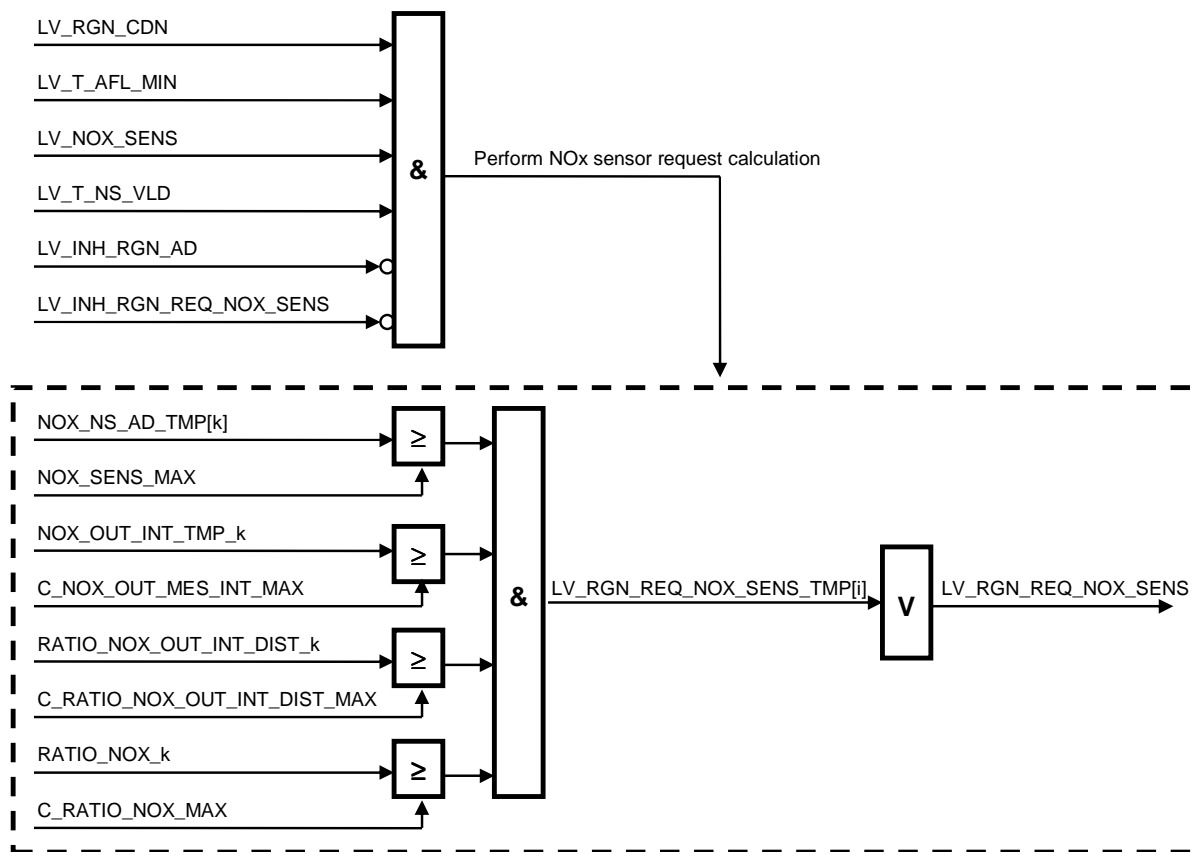 LV_RGN_CDN
LV_T_AFL_MIN
LV_NOX_SENS
LV_T_NS_VLD
LV_INH_RGN_AD
LV_INH_RGN_REQ_NOX_SENS
&
Perform NOx sensor request calculation
NOX_NS_AD_TMP[k]
≥
NOX_SENS_MAX
NOX_OUT_INT_TMP_k
≥
C_NOX_OUT_MES_INT_MAX
RATIO_NOX_OUT_INT_DIST_k
≥
C_RATIO_NOX_OUT_INT_DIST_MAX
RATIO_NOX_k
≥
C_RATIO_NOX_MAX
&
LV_RGN_REQ_NOX_SENS_TMP[i]
V
LV_RGN_REQ_NOX_SENS